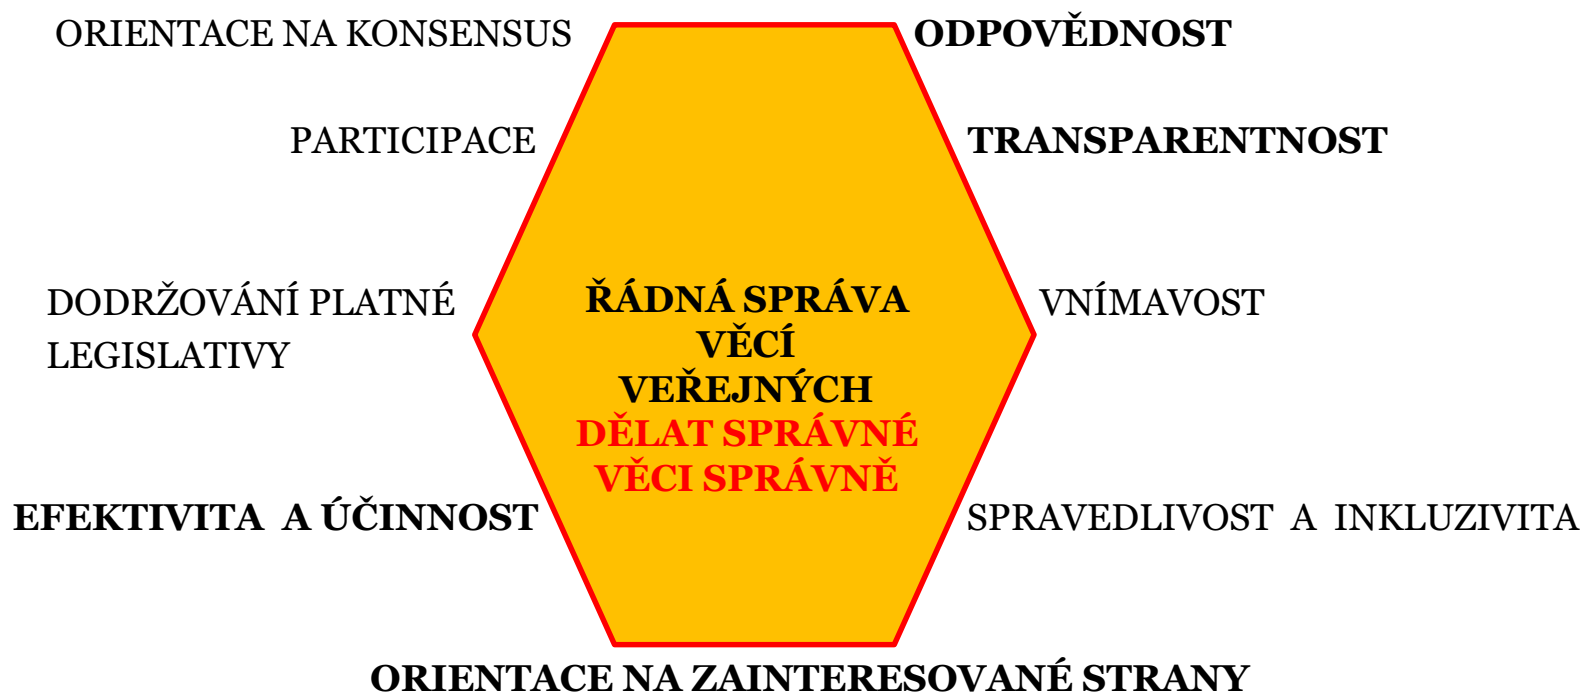 ORIENTACE NA KONSENSUS
ODPOVĚDNOST
PARTICIPACE
TRANSPARENTNOST
DODRŽOVÁNÍ PLATNÉ
LEGISLATIVY
ŘÁDNÁ SPRÁVA
VĚCÍ
VEŘEJNÝCH
DĚLAT SPRÁVNÉ
VĚCI SPRÁVNĚ
VNÍMAVOST
EFEKTIVITA A ÚČINNOST
SPRAVEDLIVOST A INKLUZIVITA
ORIENTACE NA ZAINTERESOVANÉ STRANY